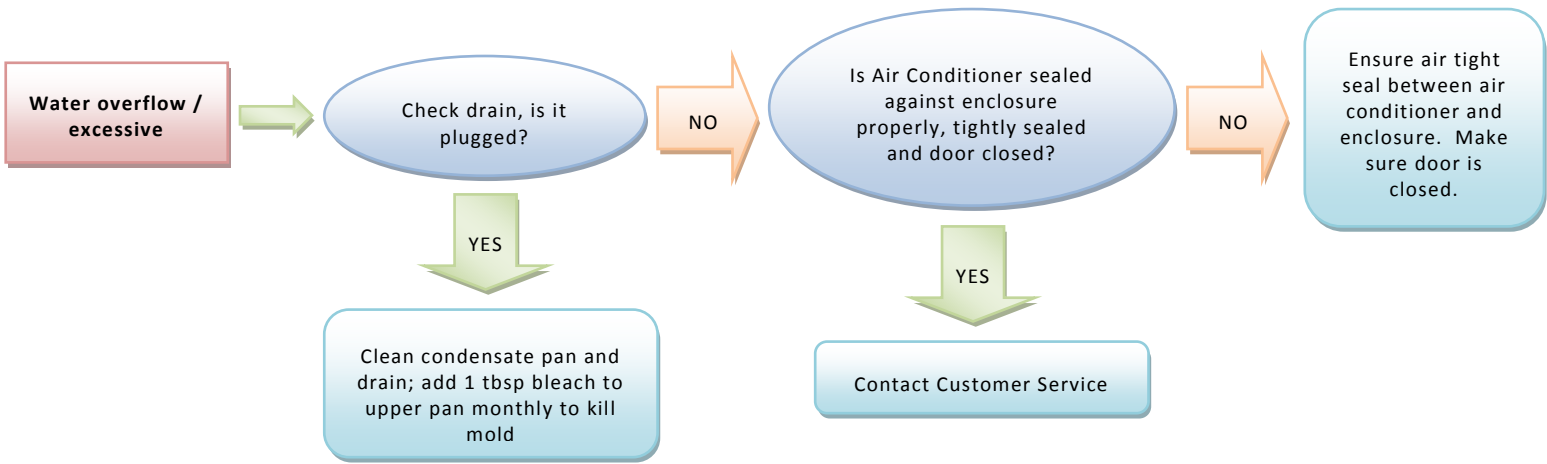 Water overflow /
excessive
Check drain, is it
plugged?
NO
Is Air Conditioner sealed
against enclosure
properly, tightly sealed
and door closed?
NO
Ensure air tight
seal between air
conditioner and
enclosure.  Make
sure door is
closed.
YES
YES
Clean condensate pan and
drain; add 1 tbsp bleach to
upper pan monthly to kill
mold
Contact Customer Service